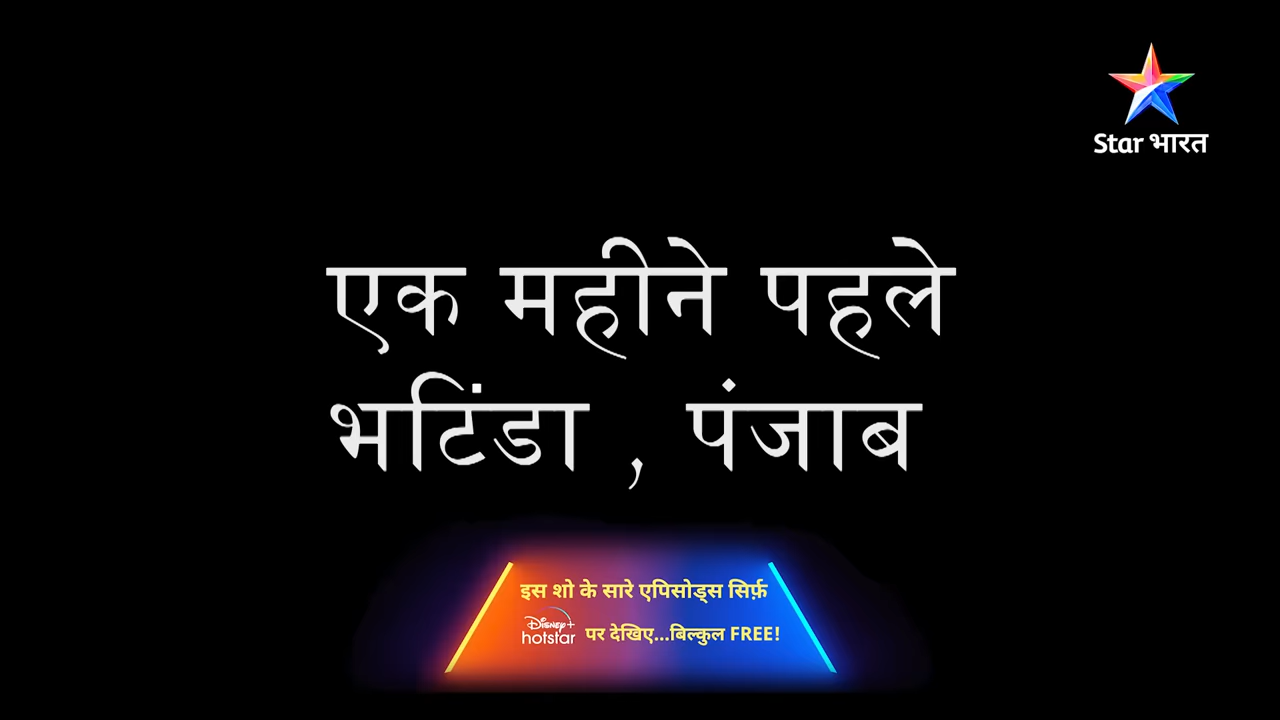 Star भारत
एक महीने पहले
भटिंडा , पंजाब
इस शो के सारे एपिसोड्स सिर्फ़
Disney+ hotstar पर देखिए...बिल्कुल FREE!